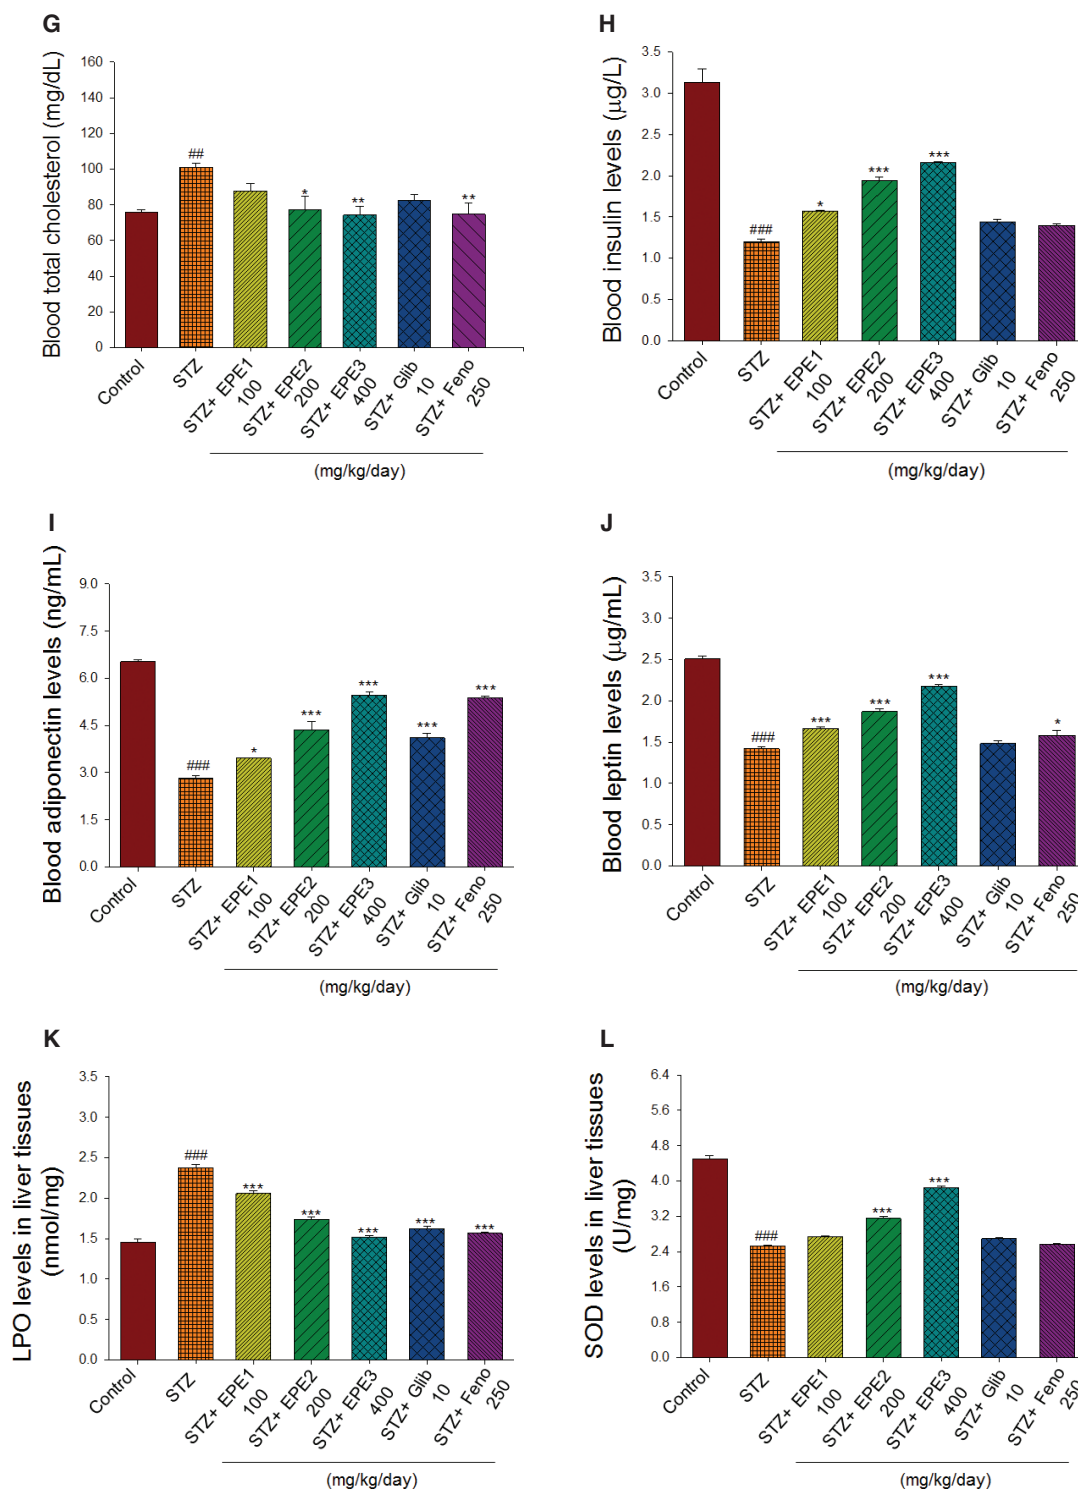 G
Blood total cholesterol (mg/dL)
160
140
120
100
80
60
40
20
0
##
*
**
**
Control
STZ
STZ+ EPE1
100
STZ+ EPE2
200
STZ+ EPE3
400
STZ+ Glib
10
STZ+ Feno
250
(mg/kg/day)
H
Blood insulin levels (μg/L)
3.5
3.0
2.5
2.0
1.5
1.0
0.5
0.0
###
*
***
***
Control
STZ
STZ+ EPE1
100
STZ+ EPE2
200
STZ+ EPE3
400
STZ+ Glib
10
STZ+ Feno
250
(mg/kg/day)
I
Blood adiponectin levels (ng/mL)
9.0
7.5
6.0
4.5
3.0
1.5
0.0
###
*
***
***
***
***
Control
STZ
STZ+ EPE1
100
STZ+ EPE2
200
STZ+ EPE3
400
STZ+ Glib
10
STZ+ Feno
250
(mg/kg/day)
J
Blood leptin levels (μg/mL)
3.5
3.0
2.5
2.0
1.5
1.0
0.5
0.0
###
***
***
***
*
Control
STZ
STZ+ EPE1
100
STZ+ EPE2
200
STZ+ EPE3
400
STZ+ Glib
10
STZ+ Feno
250
(mg/kg/day)
K
LPO levels in liver tissues
(nmol/mg)
3.5
3.0
2.5
2.0
1.5
1.0
0.5
0.0
###
***
***
***
***
***
Control
STZ
STZ+ EPE1
100
STZ+ EPE2
200
STZ+ EPE3
400
STZ+ Glib
10
STZ+ Feno
250
(mg/kg/day)
L
SOD levels in liver tissues
(U/mg)
6.4
5.6
4.8
4.0
3.2
2.4
1.6
0.8
0.0
###
***
***
Control
STZ
STZ+ EPE1
100
STZ+ EPE2
200
STZ+ EPE3
400
STZ+ Glib
10
STZ+ Feno
250
(mg/kg/day)